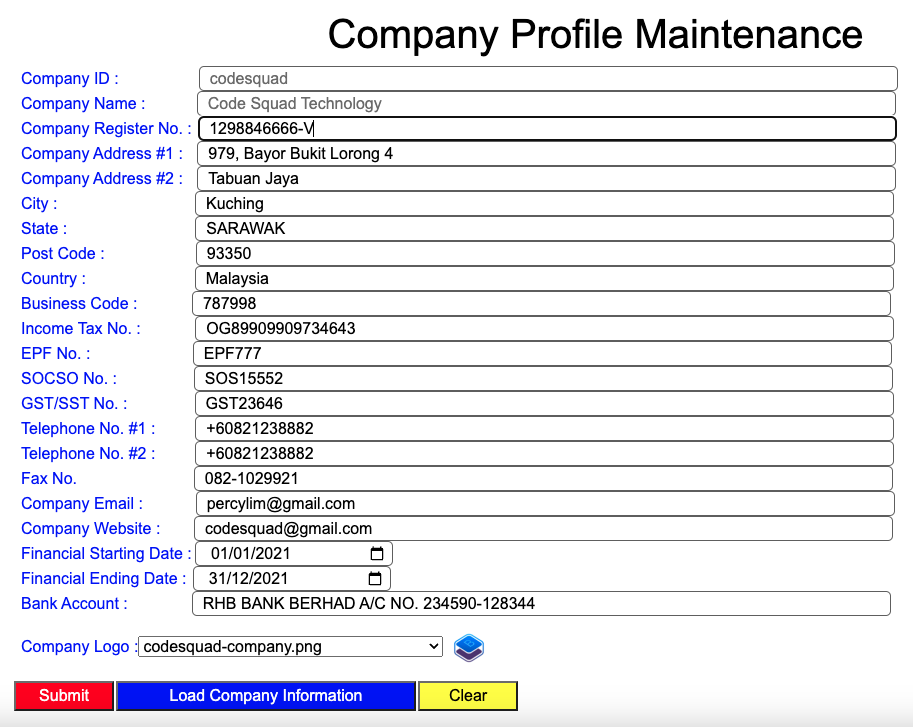 Company Profile Maintenance
Company ID : codesquad
Company Name : Code Squad Technology
Company Register No. : 1298846666-V
Company Address #1 : 979, Bayor Bukit Lorong 4
Company Address #2 : Tabuan Jaya
City : Kuching
State : SARAWAK
Post Code : 93350
Country : Malaysia
Business Code : 787998
Income Tax No. : OG89909909734643
EPF No. : EPF777
SOCSO No. : SOS15552
GST/SST No. : GST23646
Telephone No. #1 : +60821238882
Telephone No. #2 : +60821238882
Fax No. 082-1029921
Company Email : percylim@gmail.com
Company Website : codesquad@gmail.com
Financial Starting Date : 01/01/2021
Financial Ending Date : 31/12/2021
Bank Account : RHB BANK BERHAD A/C NO. 234590-128344
Company Logo : codesquad-company.png
Submit Load Company Information Clear